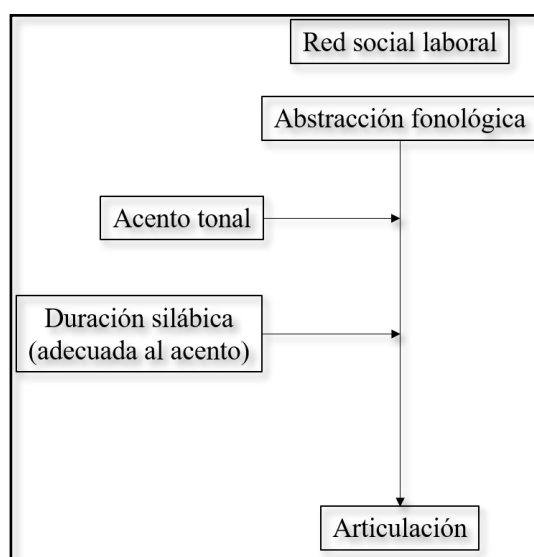 Red social laboral
Abstracción fonológica
Acento tonal
Duración silábica
(adecuada al acento)
Articulación